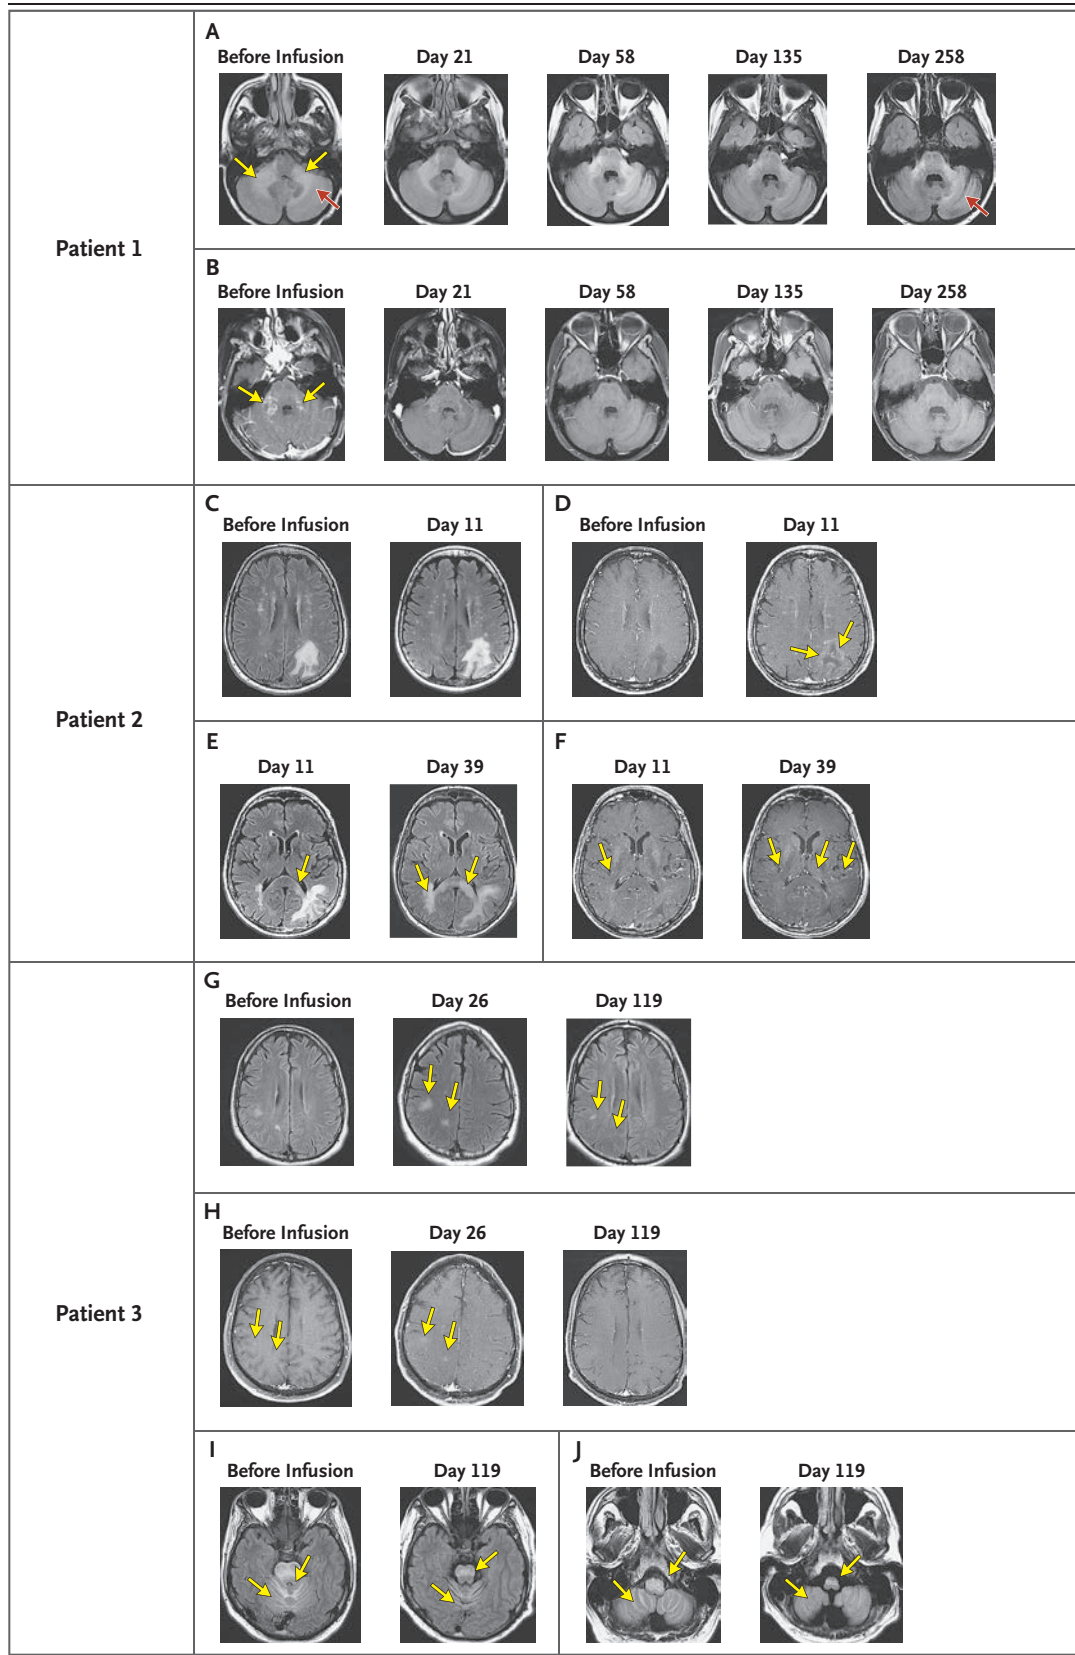 A
Before Infusion Day 21 Day 58 Day 135 Day 258
Patient 1
B
Before Infusion Day 21 Day 58 Day 135 Day 258
C D
Before Infusion Day 11 Before Infusion Day 11
Patient 2
E F
Day 11 Day 39 Day 11 Day 39
G
Before Infusion Day 26 Day 119
H
Before Infusion Day 26 Day 119
Patient 3
I J
Before Infusion Day 119 Before Infusion Day 119